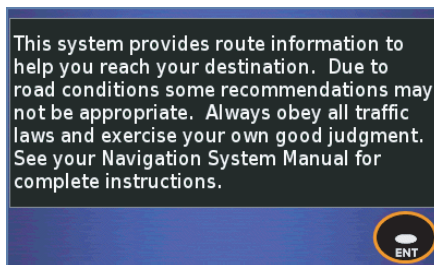 This system provides route information to
help you reach your destination.  Due to
road conditions some recommendations may
not be appropriate.  Always obey all traffic
laws and exercise your own good judgment.
See your Navigation System Manual for
complete instructions.
ENT